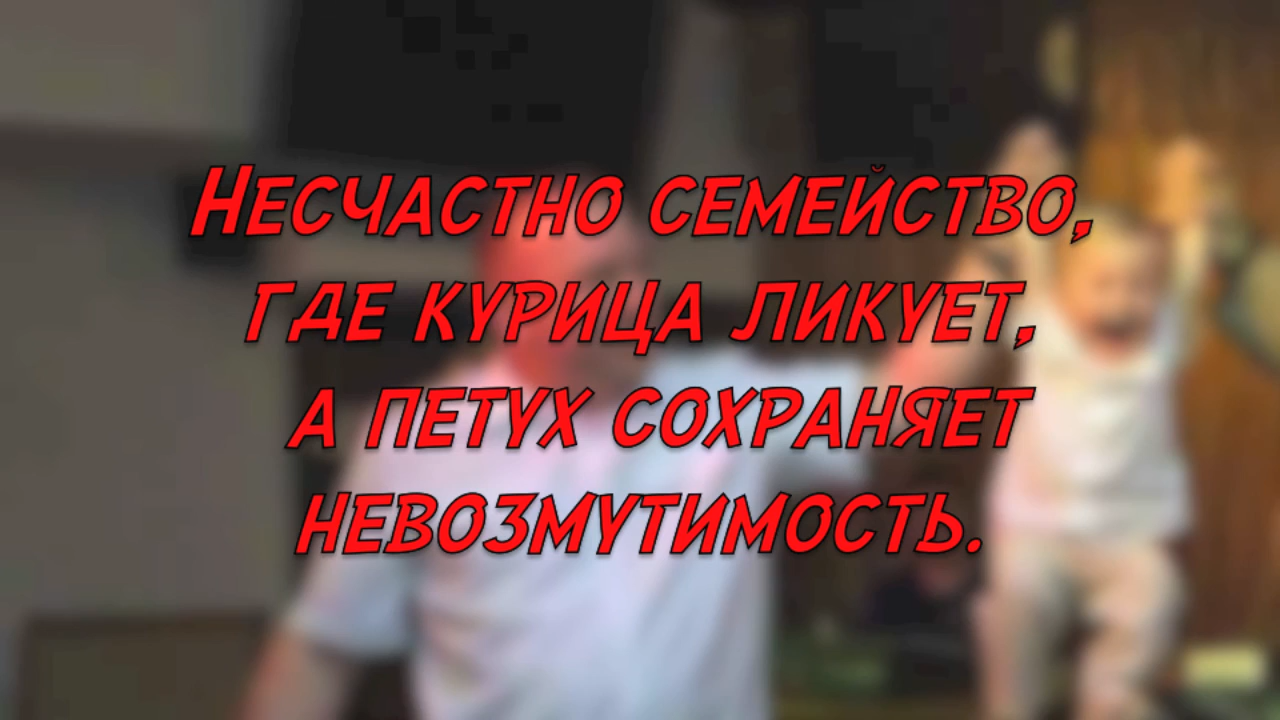 Несчастно семейство,
где курица ликует,
а петух сохраняет
невозмутимость.